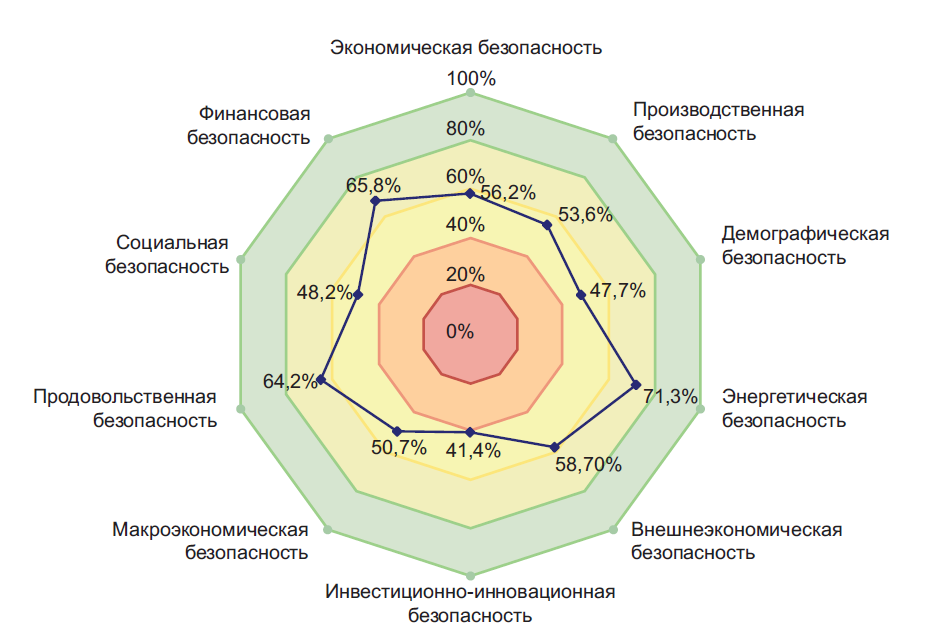 Экономическая безопасность
100%
Финансовая
безопасность
Производственная
безопасность
80%
60%
65,8%
56,2%
53,6%
40%
Социальная
безопасность
Демографическая
безопасность
20%
48,2%
47,7%
0%
64,2%
71,3%
Продовольственная
безопасность
Энергетическая
безопасность
50,7%
41,4%
58,70%
Макроэкономическая
безопасность
Внешнеэкономическая
безопасность
Инвестиционно-инновационная
безопасность